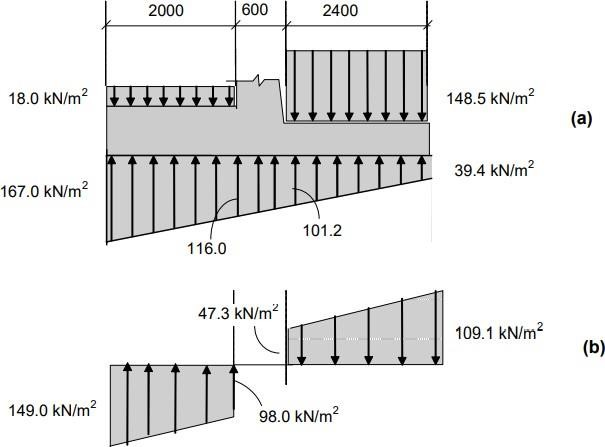 2000 600 2400
18.0 kN/m²
148.5 kN/m²
(a)
39.4 kN/m²
167.0 kN/m²
101.2
116.0
47.3 kN/m²
109.1 kN/m²
(b)
149.0 kN/m²
98.0 kN/m²